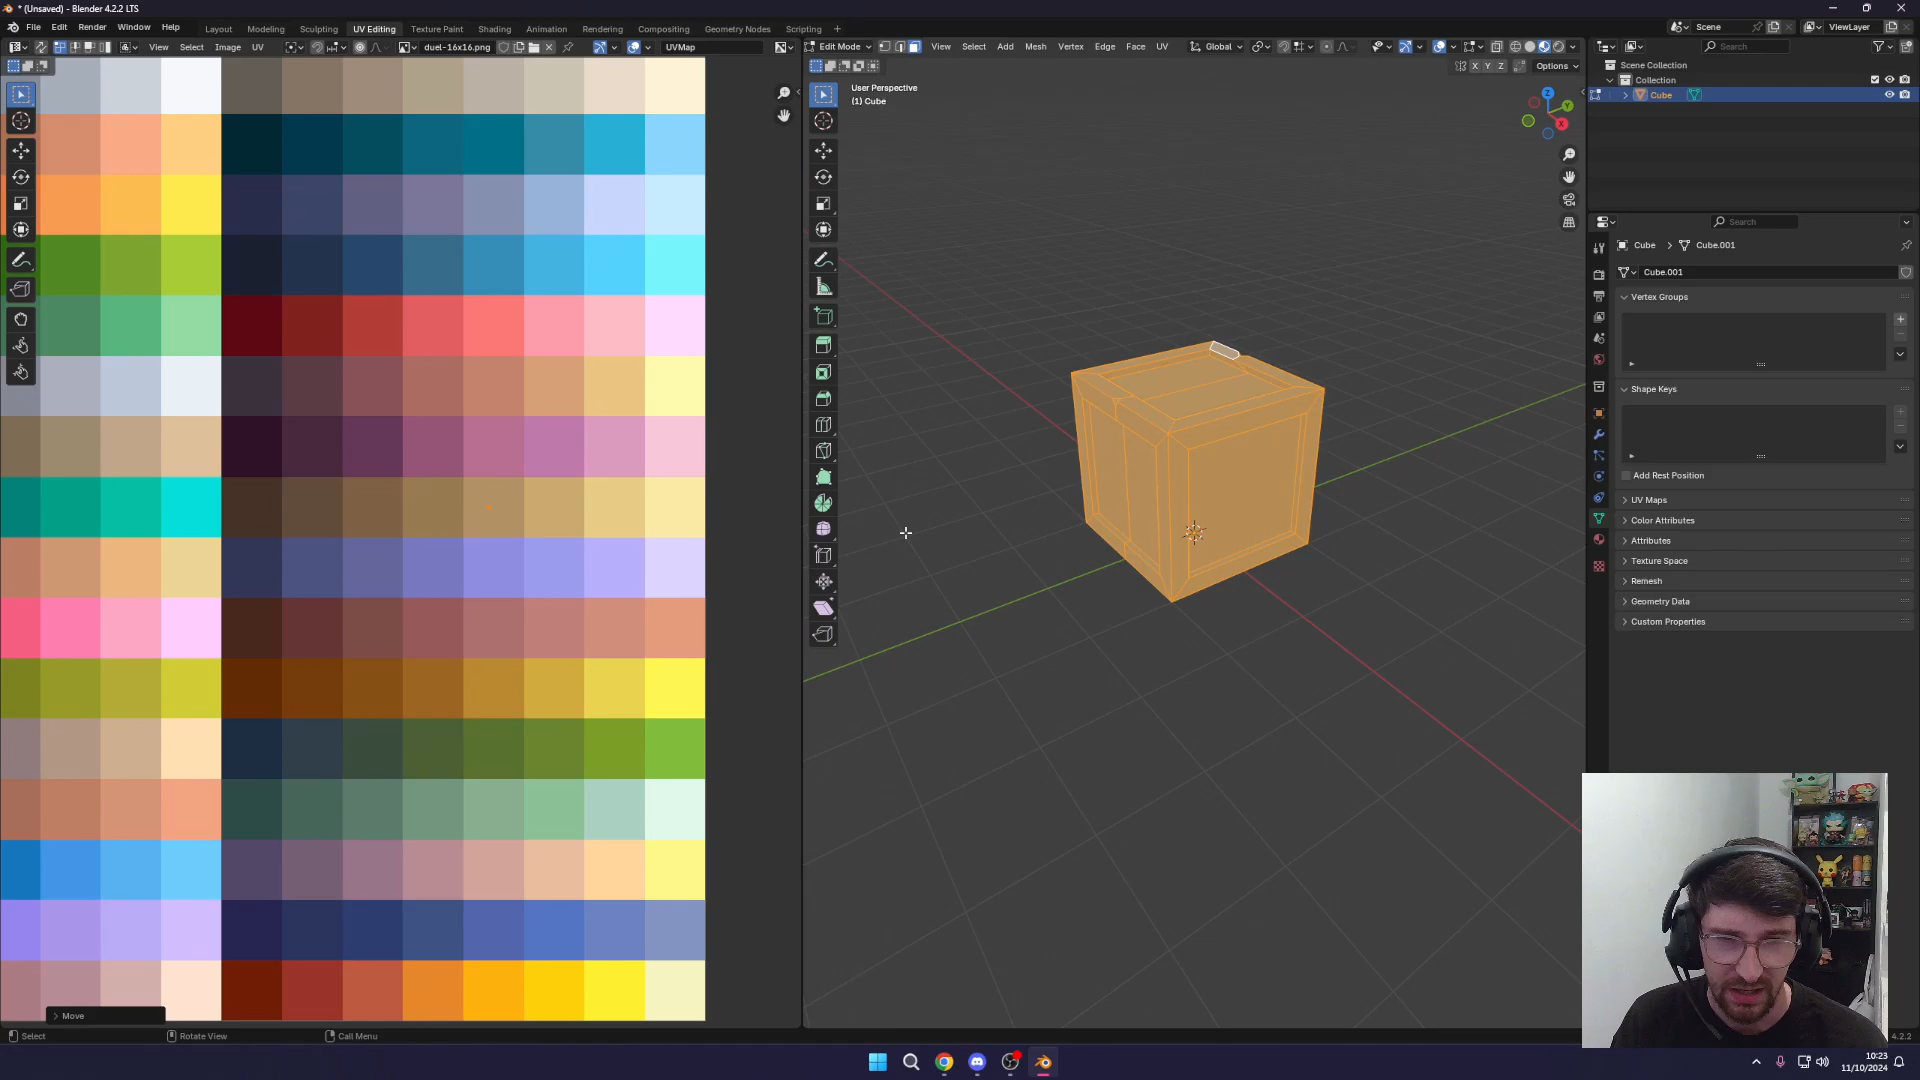 * (Unsaved) - Blender 4.2.2 LTS
File Edit Render Window Help
Layout Modeling Sculpting UV Editing Texture Paint Shading Animation Rendering Compositing Geometry Nodes Scripting +
Scene
ViewLayer
View Select Image UV
duel-16x16.png
UVMap
Edit Mode
View Select Add Mesh Vertex Edge Face UV
Global
X Y Z
Options
User Perspective
(1) Cube
Z
Y
X
Search
Scene Collection
Collection
Cube
Search
Cube > Cube.001
Cube.001
Vertex Groups
Shape Keys
Add Rest Position
UV Maps
Color Attributes
Attributes
Texture Space
Remesh
Geometry Data
Custom Properties
> Move
Select
Rotate View
Call Menu
4.2.2
10:23
11/10/2024